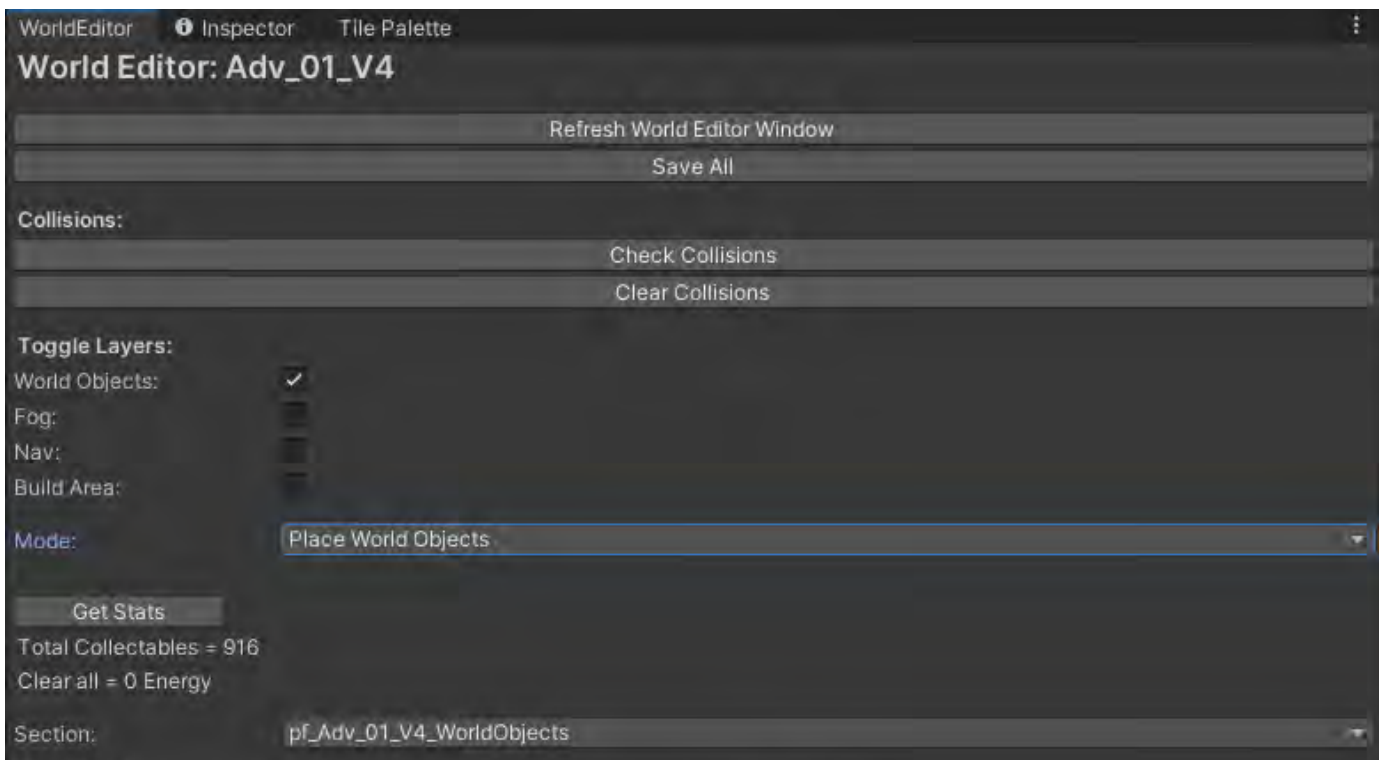 WorldEditor Inspector Tile Palette
World Editor: Adv_01_V4
Refresh World Editor Window
Save All
Collisions:
Check Collisions
Clear Collisions
Toggle Layers:
World Objects:
Fog:
Nav:
Build Area:
Mode: Place World Objects
Get Stats
Total Collectables = 916
Clear all = 0 Energy
Section: pf_Adv_01_V4_WorldObjects